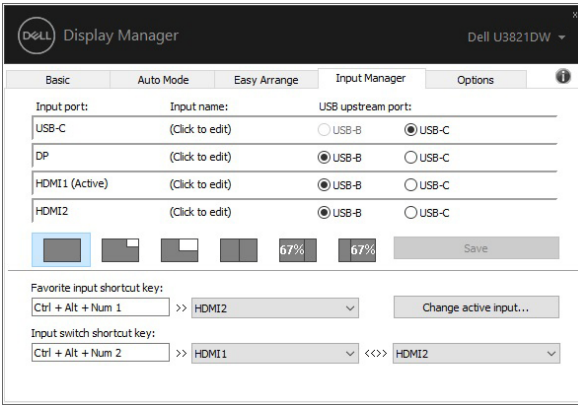 DELL Display Manager Dell U3821DW
Basic Auto Mode Easy Arrange Input Manager Options
Input port: Input name: USB upstream port:
USB-C (Click to edit) USB-B USB-C
DP (Click to edit) USB-B USB-C
HDMI1 (Active) (Click to edit) USB-B USB-C
HDMI2 (Click to edit) USB-B USB-C
67% 67% Save
Favorite input shortcut key:
Ctrl + Alt + Num 1 >> HDMI2 Change active input...
Input switch shortcut key:
Ctrl + Alt + Num 2 >> HDMI1 <<>> HDMI2